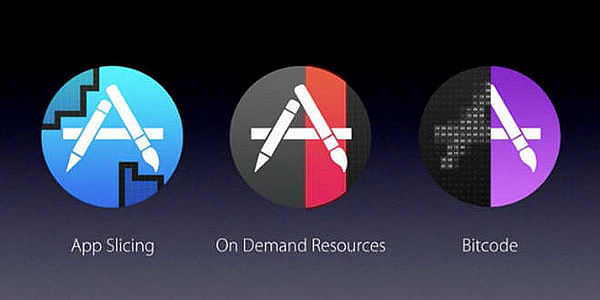 App Slicing
On Demand Resources
Bitcode